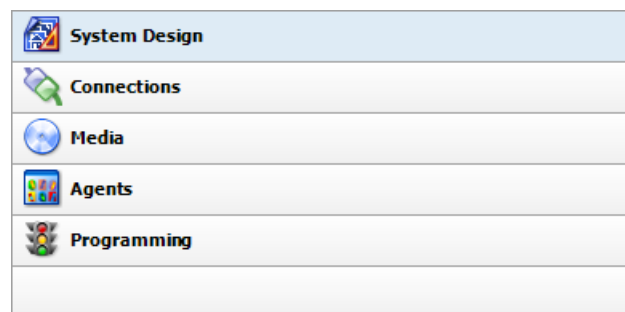 System Design
Connections
Media
Agents
Programming